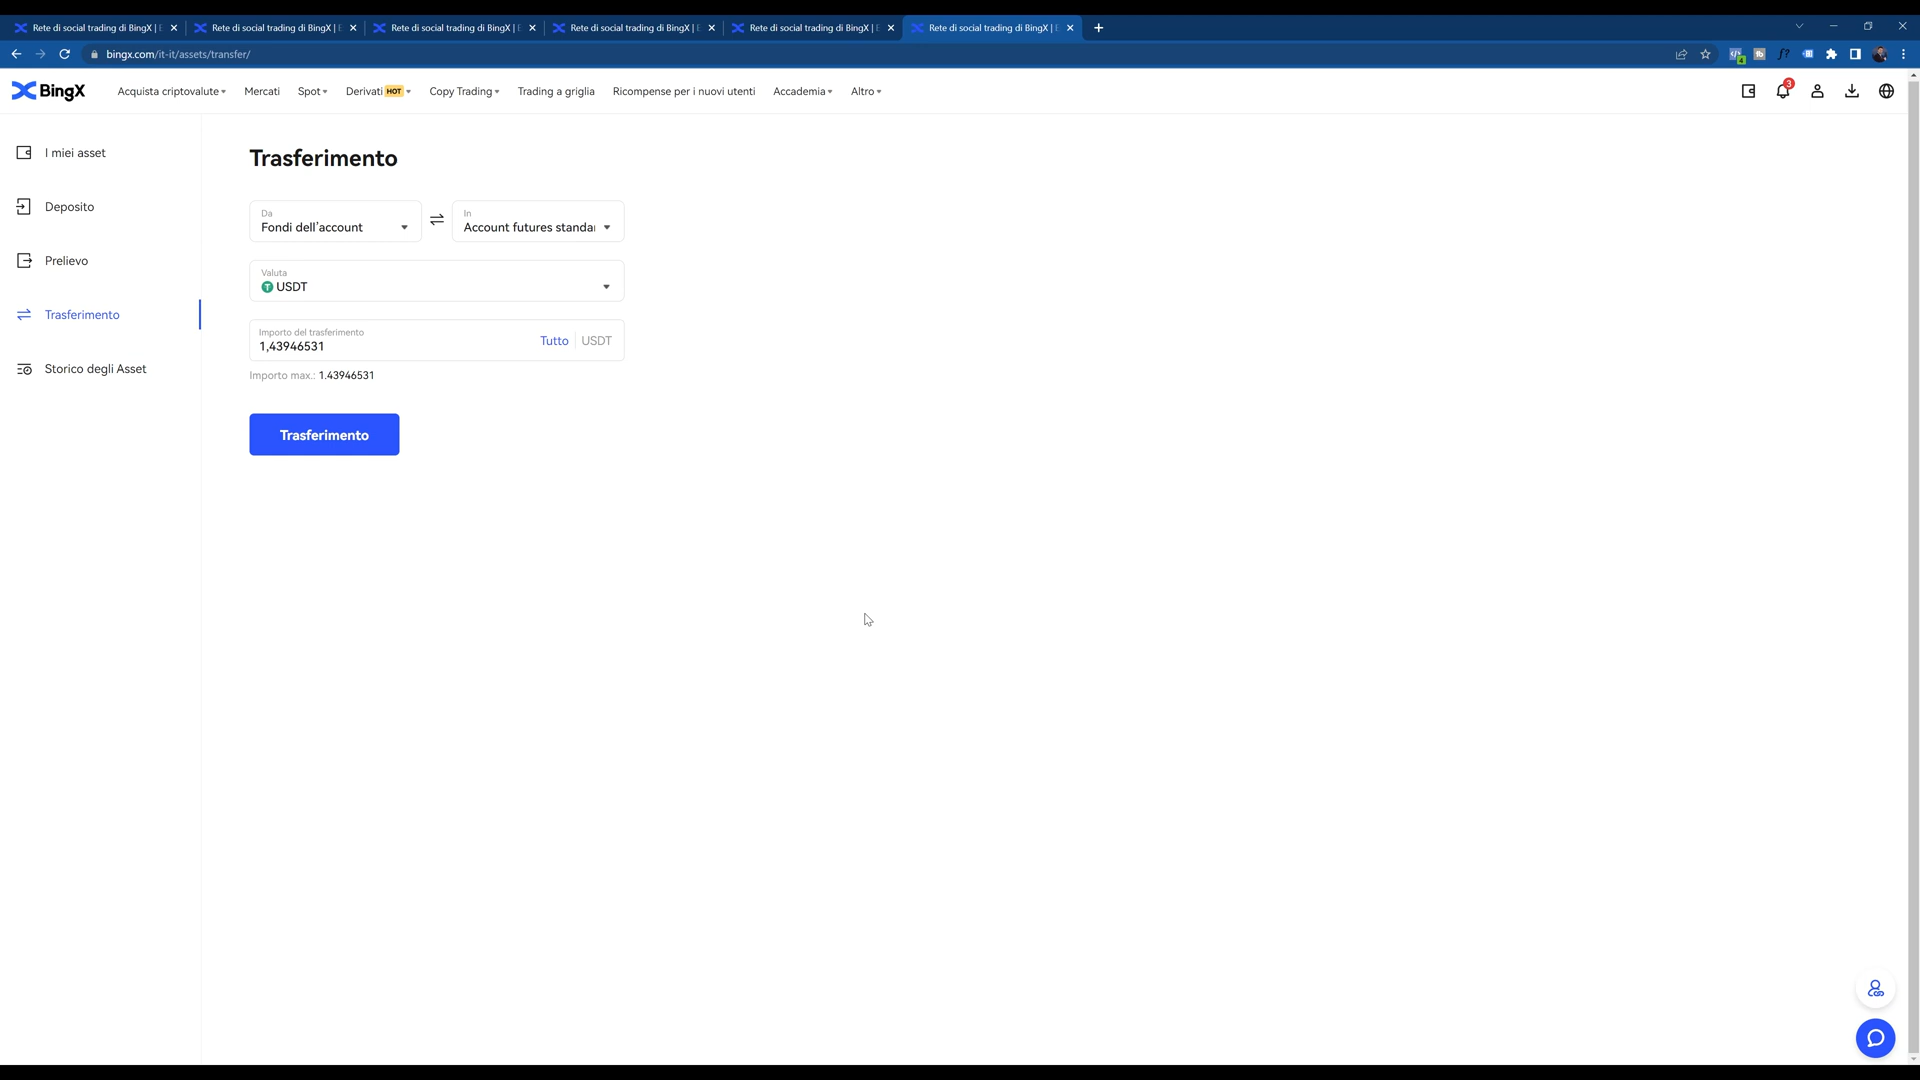 Rete di social trading di BingX | E
Rete di social trading di BingX | E
Rete di social trading di BingX | E
Rete di social trading di BingX | E
Rete di social trading di BingX | E
Rete di social trading di BingX | E
bingx.com/it-it/assets/transfer/
BingX
Acquista criptovalute
Mercati
Spot
Derivati HOT
Copy Trading
Trading a griglia
Ricompense per i nuovi utenti
Accademia
Altro
3
I miei asset
Deposito
Prelievo
Trasferimento
Storico degli Asset
Trasferimento
Da
Fondi dell'account
In
Account futures standa
Valuta
USDT
Importo del trasferimento
1,43946531
Tutto
USDT
Importo max.: 1.43946531
Trasferimento